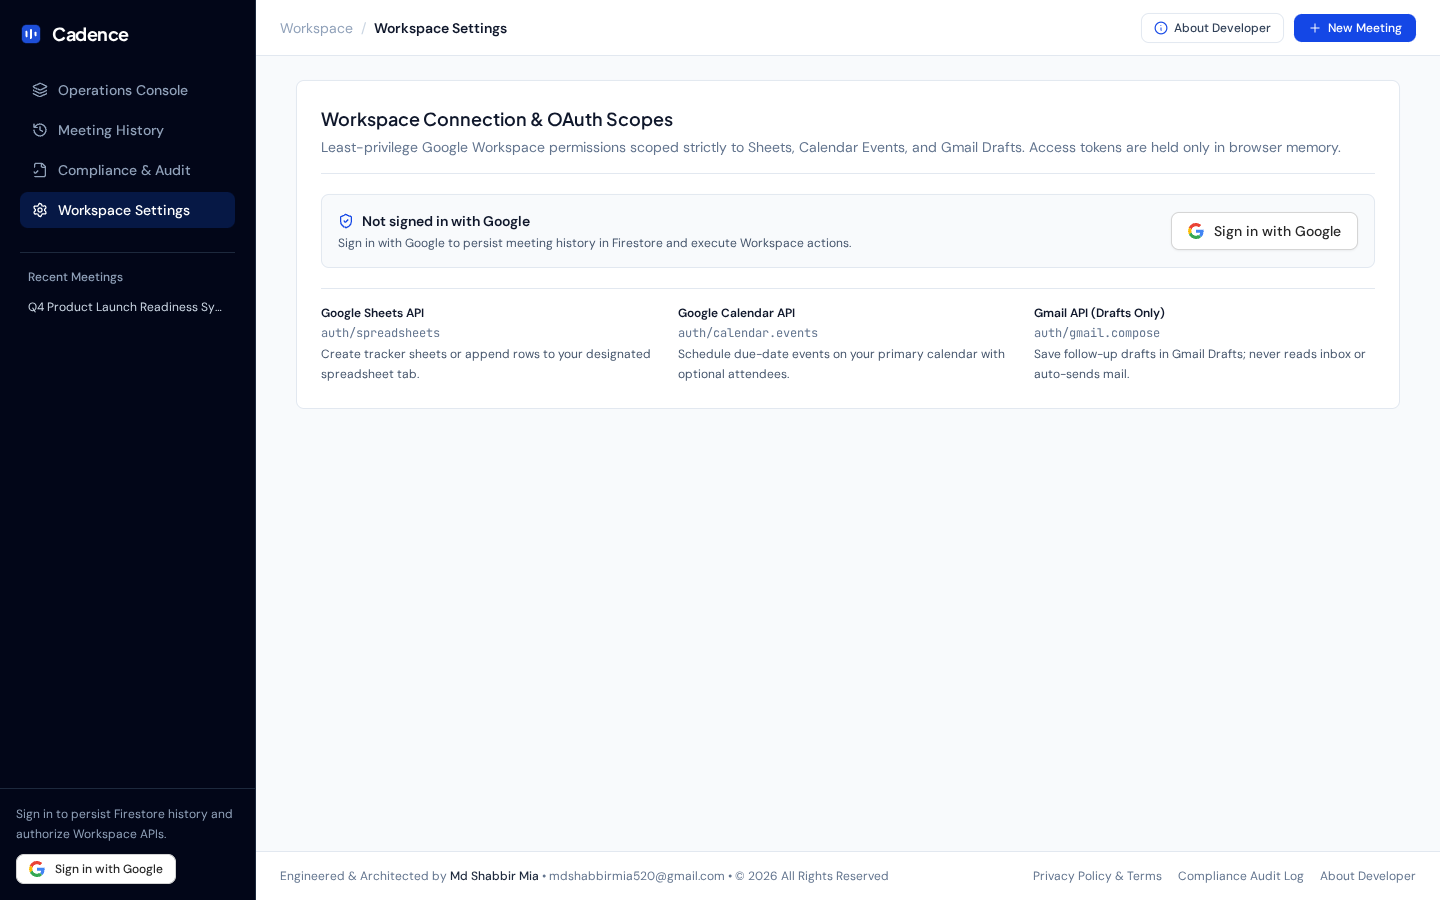 Cadence
Operations Console
Meeting History
Compliance & Audit
Workspace Settings
Recent Meetings
Q4 Product Launch Readiness Sy...
Sign in to persist Firestore history and
authorize Workspace APIs.
Sign in with Google
Workspace / Workspace Settings
About Developer
New Meeting
Workspace Connection & OAuth Scopes
Least-privilege Google Workspace permissions scoped strictly to Sheets, Calendar Events, and Gmail Drafts. Access tokens are held only in browser memory.
Not signed in with Google
Sign in with Google to persist meeting history in Firestore and execute Workspace actions.
Sign in with Google
Google Sheets API
auth/spreadsheets
Create tracker sheets or append rows to your designated
spreadsheet tab.
Google Calendar API
auth/calendar.events
Schedule due-date events on your primary calendar with
optional attendees.
Gmail API (Drafts Only)
auth/gmail.compose
Save follow-up drafts in Gmail Drafts; never reads inbox or
auto-sends mail.
Engineered & Architected by Md Shabbir Mia • mdshabbirmia520@gmail.com • © 2026 All Rights Reserved
Privacy Policy & Terms
Compliance Audit Log
About Developer